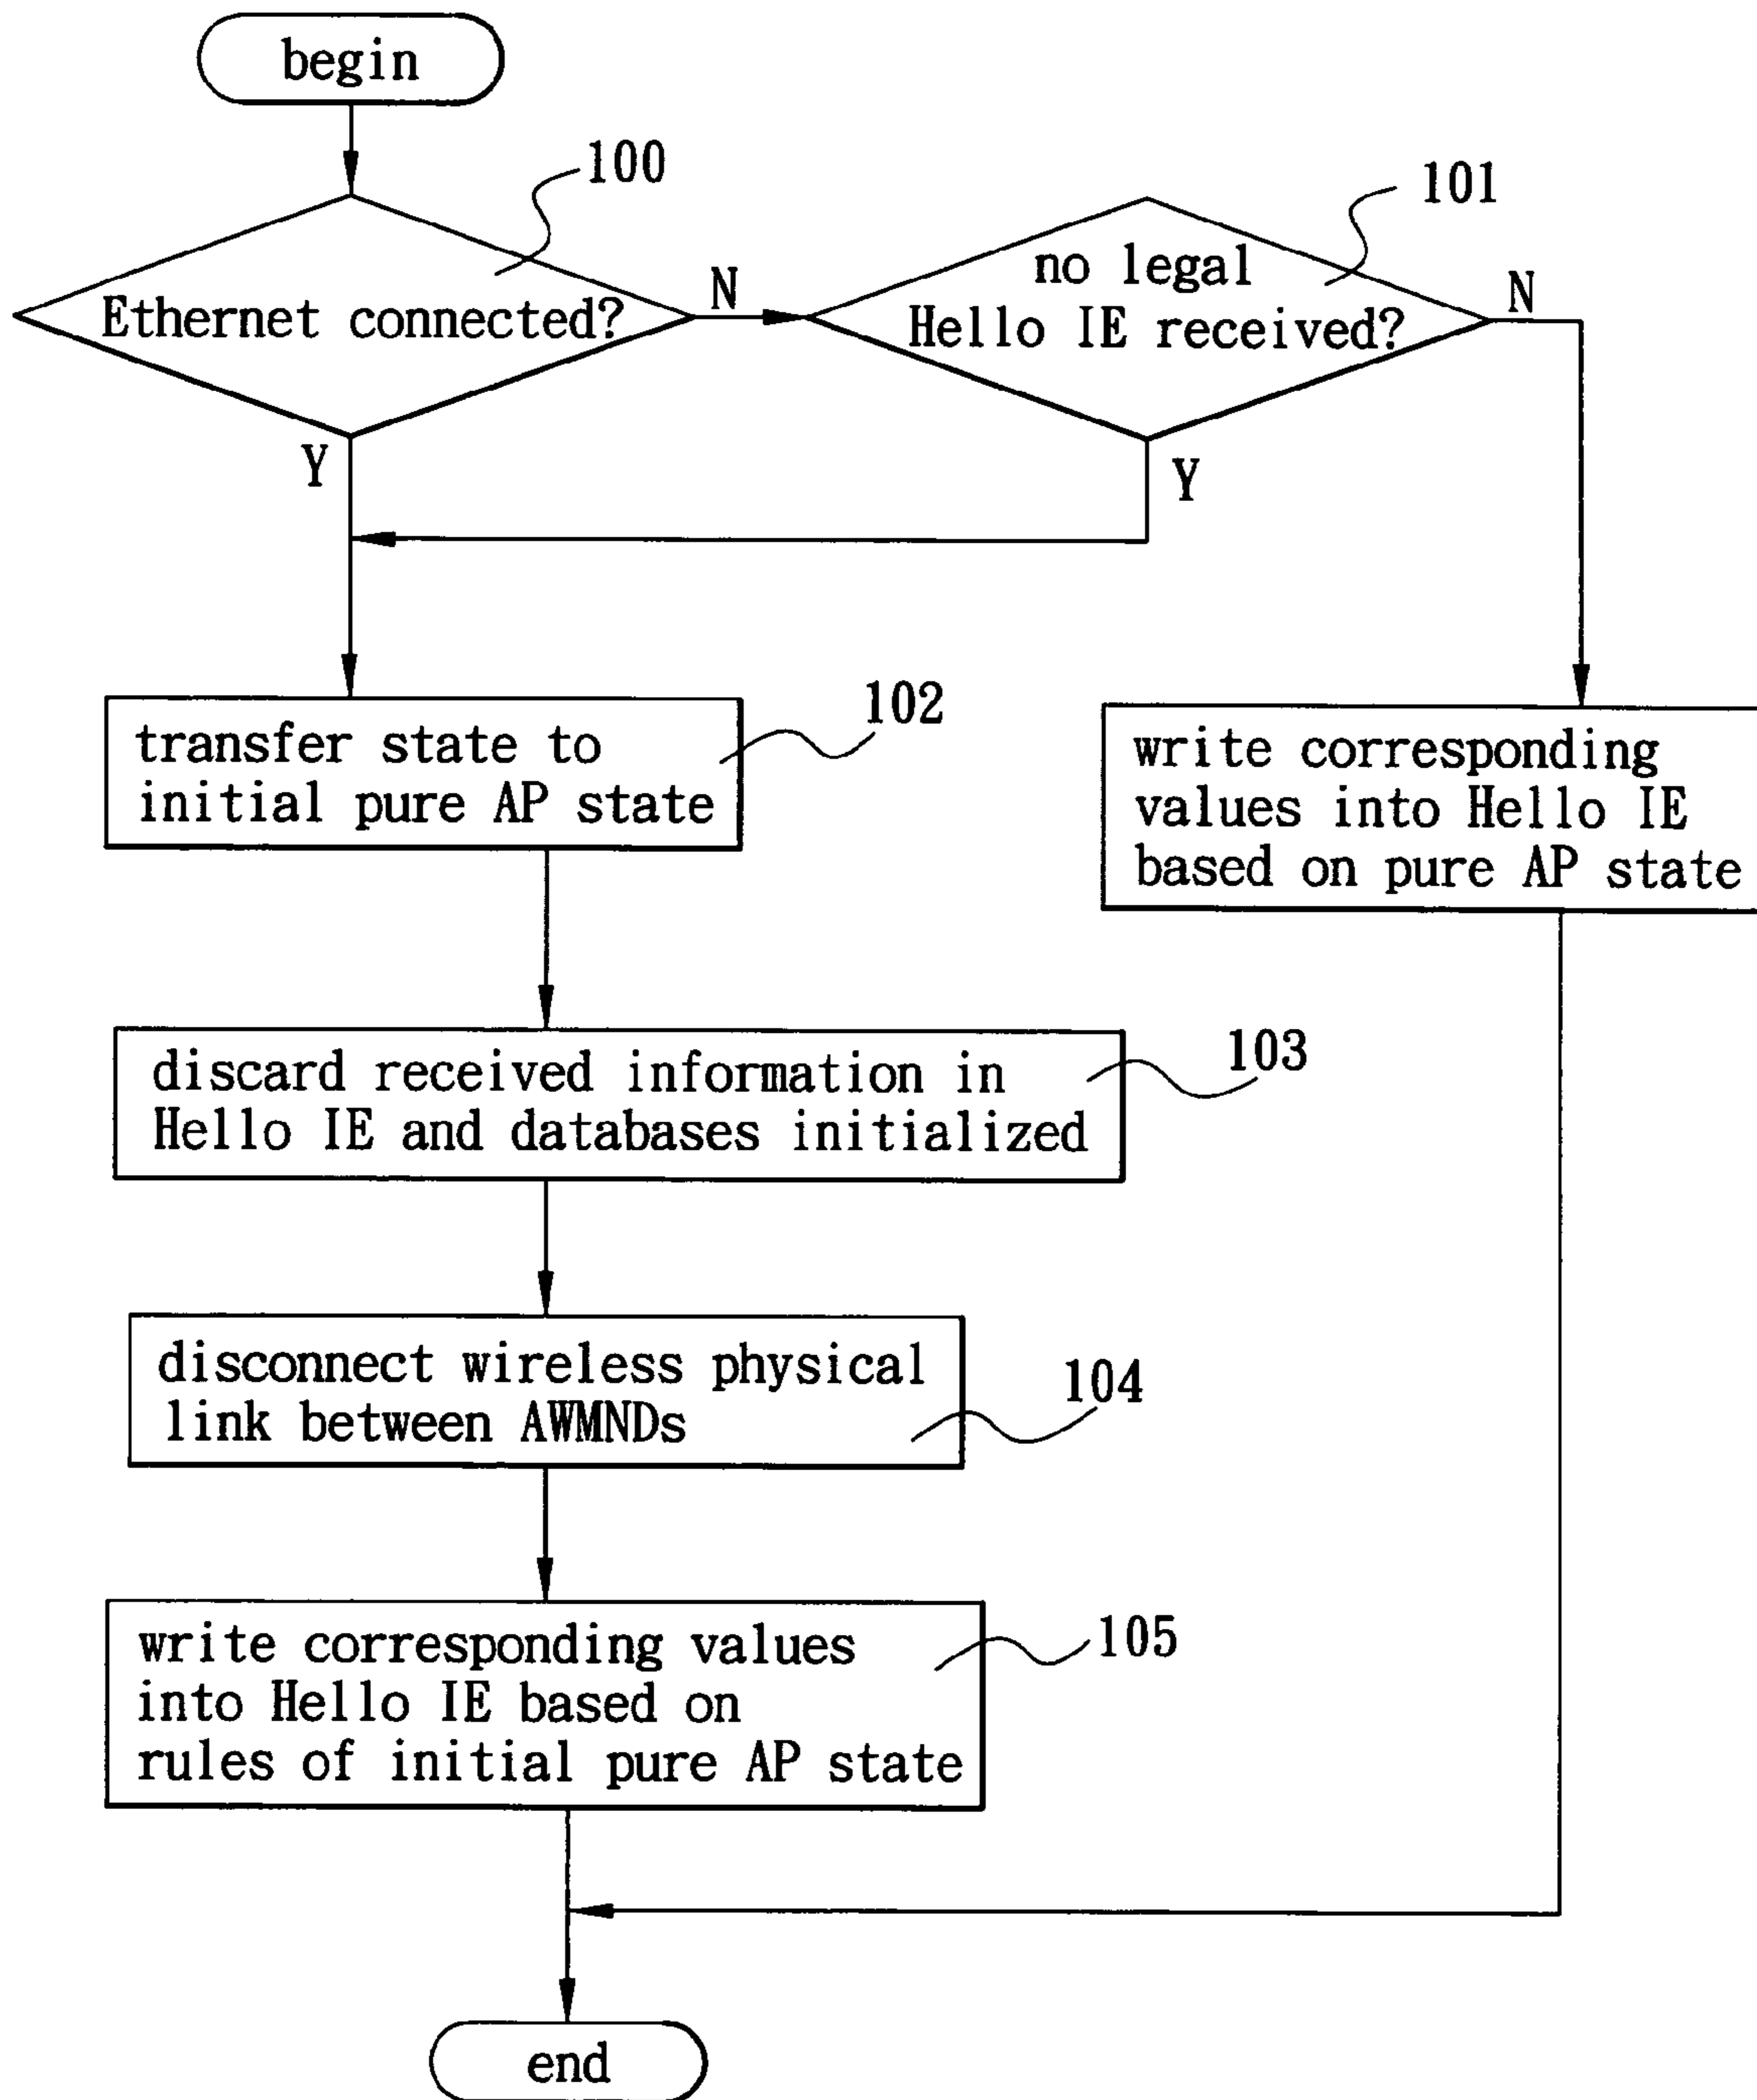 begin
100
101
Ethernet connected?
N
no legal
Hello IE received?
N
Y
Y
transfer state to
initial pure AP state
102
write corresponding
values into Hello IE
based on pure AP state
discard received information in
Hello IE and databases initialized
103
disconnect wireless physical
link between AWMNDs
104
write corresponding values
into Hello IE based on
rules of initial pure AP state
105
end